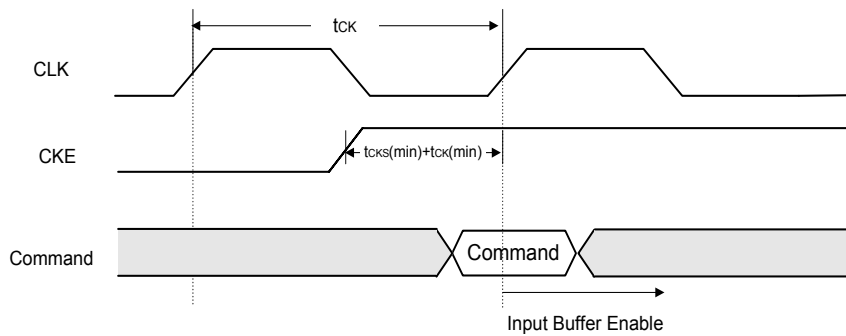 tCK
CLK
CKE
tCKS(min)+tCK(min)
Command
Command
Input Buffer Enable